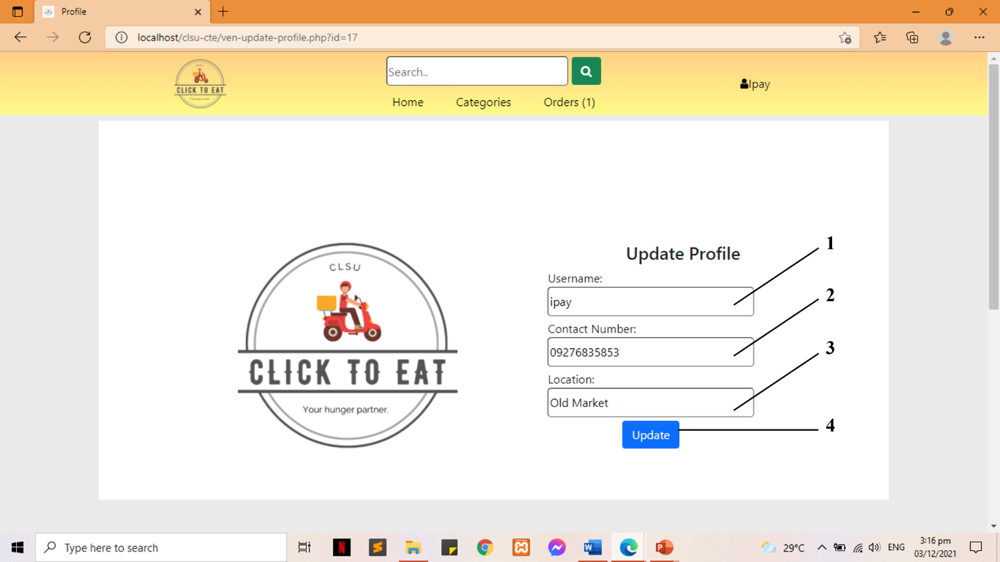 Profile
localhost/clsu-cte/ven-update-profile.php?id=17
CLICK TO EAT
Search..
Home Categories Orders (1)
Ipay
CLSU
CLICK TO EAT
Your hunger partner.
Update Profile
Username:
ipay
1
Contact Number:
09276835853
2
Location:
Old Market
3
Update
4
Type here to search
29°C
ENG
3:16 pm
03/12/2021